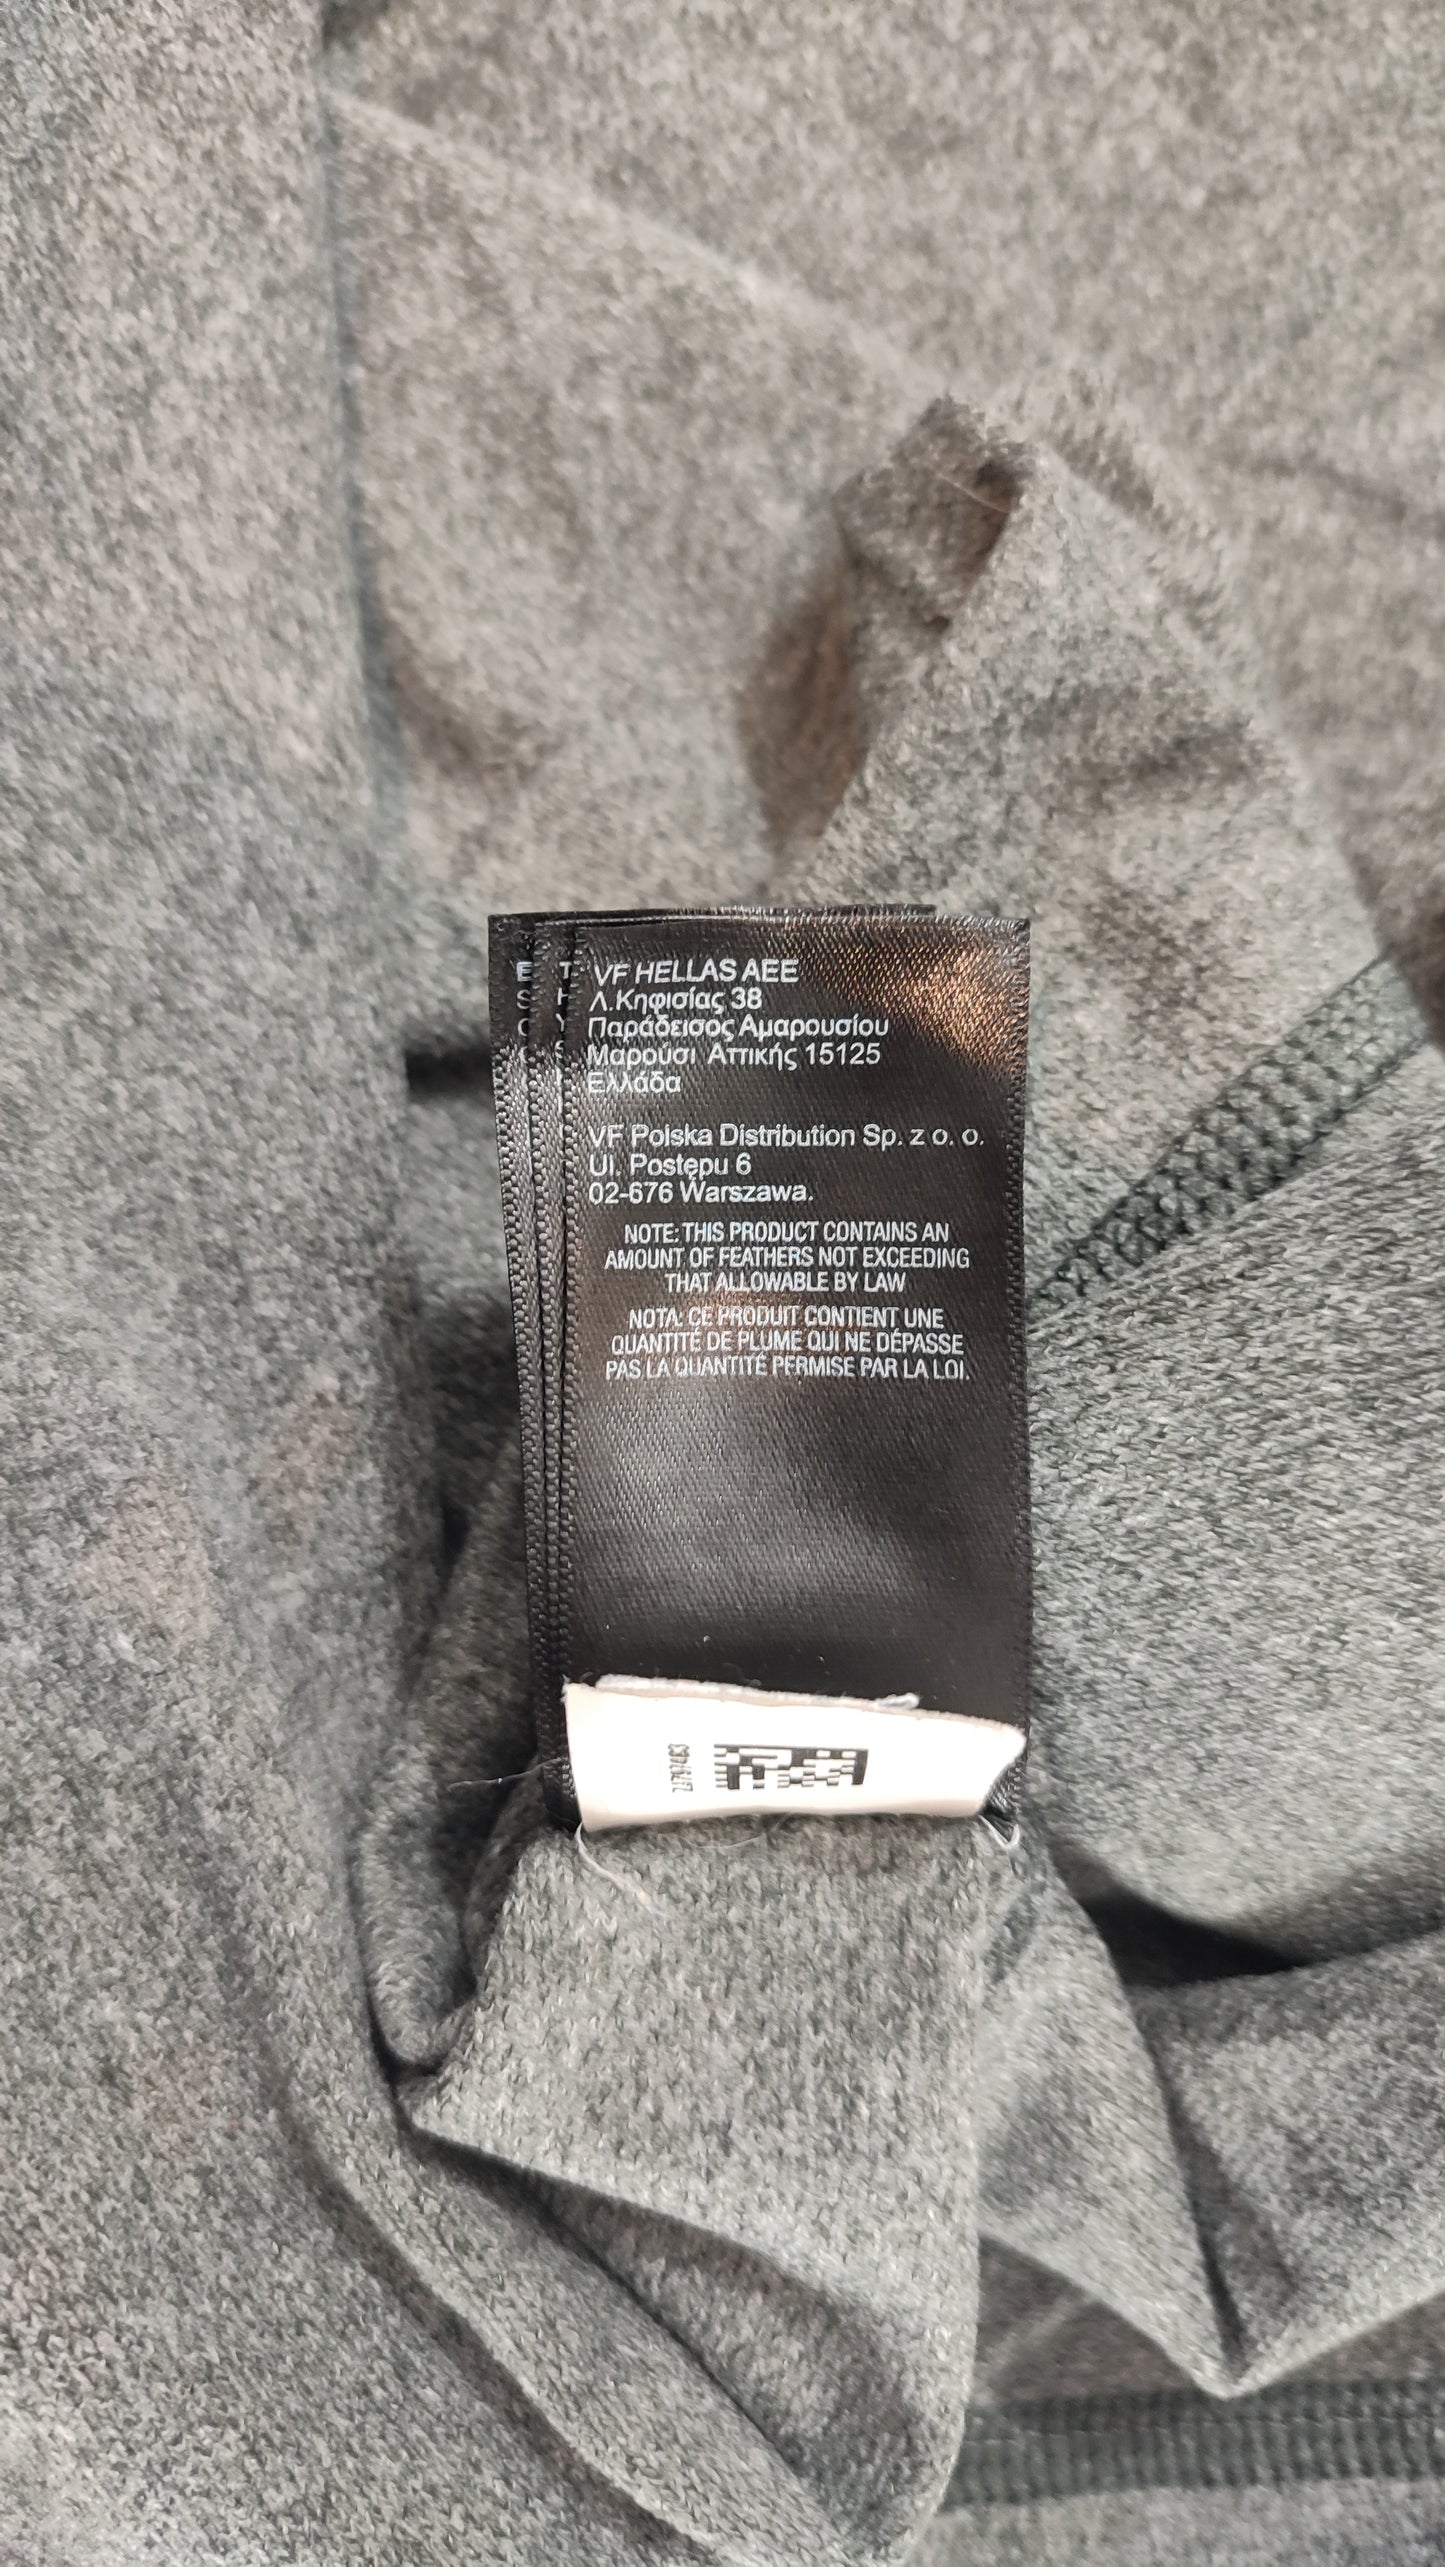 VF HELLAS AEE
Λ.Κηφισίας 38
Παράδεισος Αμαρουσίου
Μαρούσι Αττικής 15125
Ελλάδα
VF Polska Distribution Sp. z o. o.
Ul. Postępu 6
02-676 Warszawa.
NOTE: THIS PRODUCT CONTAINS AN
AMOUNT OF FEATHERS NOT EXCEEDING
THAT ALLOWABLE BY LAW
NOTA: CE PRODUIT CONTIENT UNE
QUANTITÉ DE PLUME QUI NE DÉPASSE
PAS LA QUANTITÉ PERMISE PAR LA LOI.